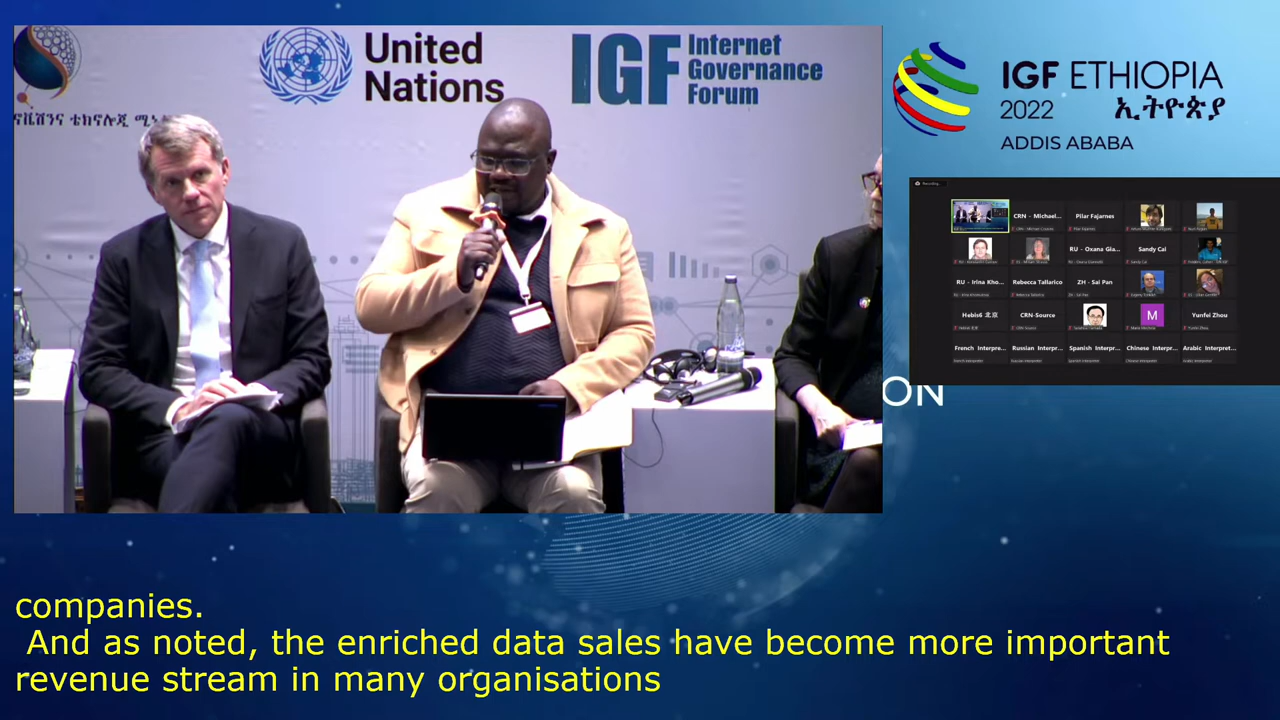 United
Nations
IGF
Internet
Governance
Forum
ቴክኖሎጂ
IGF ETHIOPIA
2022 ኢትዮጵያ
ADDIS ABABA
Recording...
CRN - Michael...
Pilar Fajarnes
RU - Oxana Gia...
Sandy Cai
RU - Irina Kho...
Rebecca Tallarico
ZH - Sai Pan
Hebis6 北京
CRN-Source
M
Yunfei Zhou
French Interpre...
Russian Interpr...
Spanish Interpr...
Chinese Interpr...
Arabic Interpret...
ON
companies.
And as noted, the enriched data sales have become more important
revenue stream in many organisations